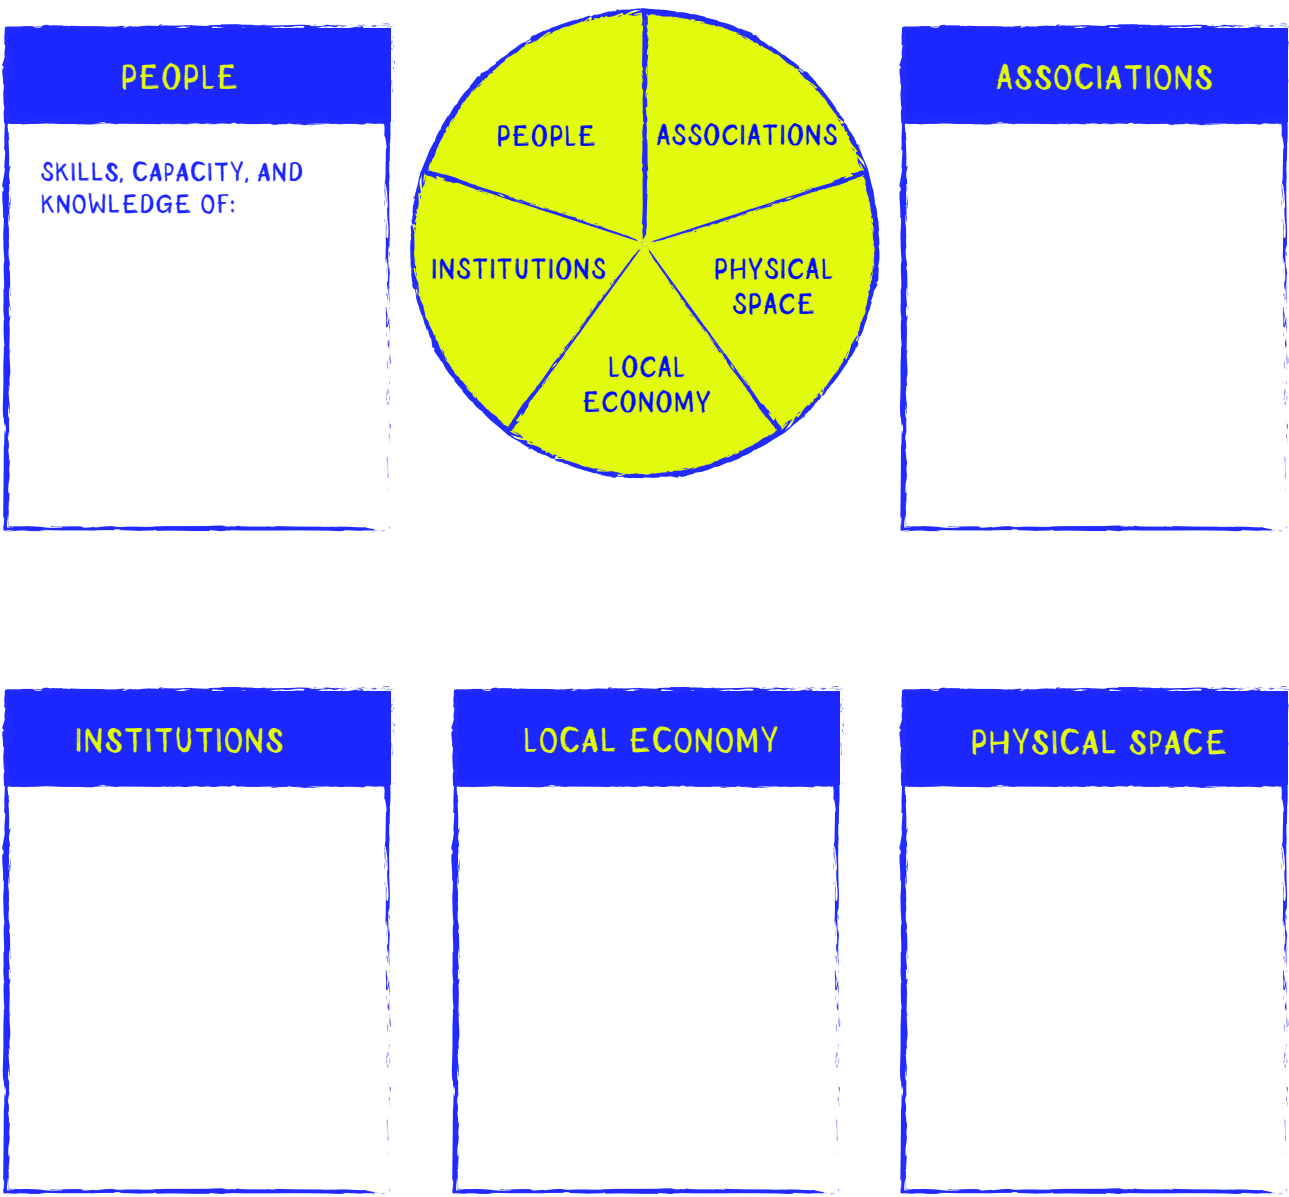 PEOPLE
SKILLS, CAPACITY, AND
KNOWLEDGE OF:
PEOPLE
ASSOCIATIONS
INSTITUTIONS
PHYSICAL
SPACE
LOCAL
ECONOMY
ASSOCIATIONS
INSTITUTIONS
LOCAL ECONOMY
PHYSICAL SPACE